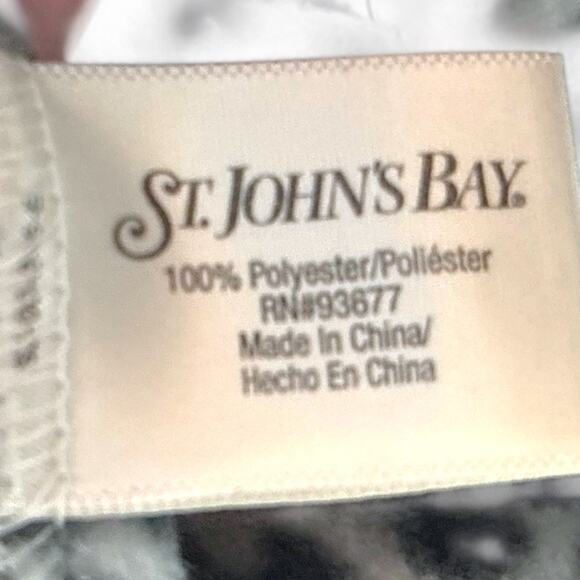 ST. JOHN'S BAY®
100% Polyester/Poliéster
RN#93677
Made In China/
Hecho En China